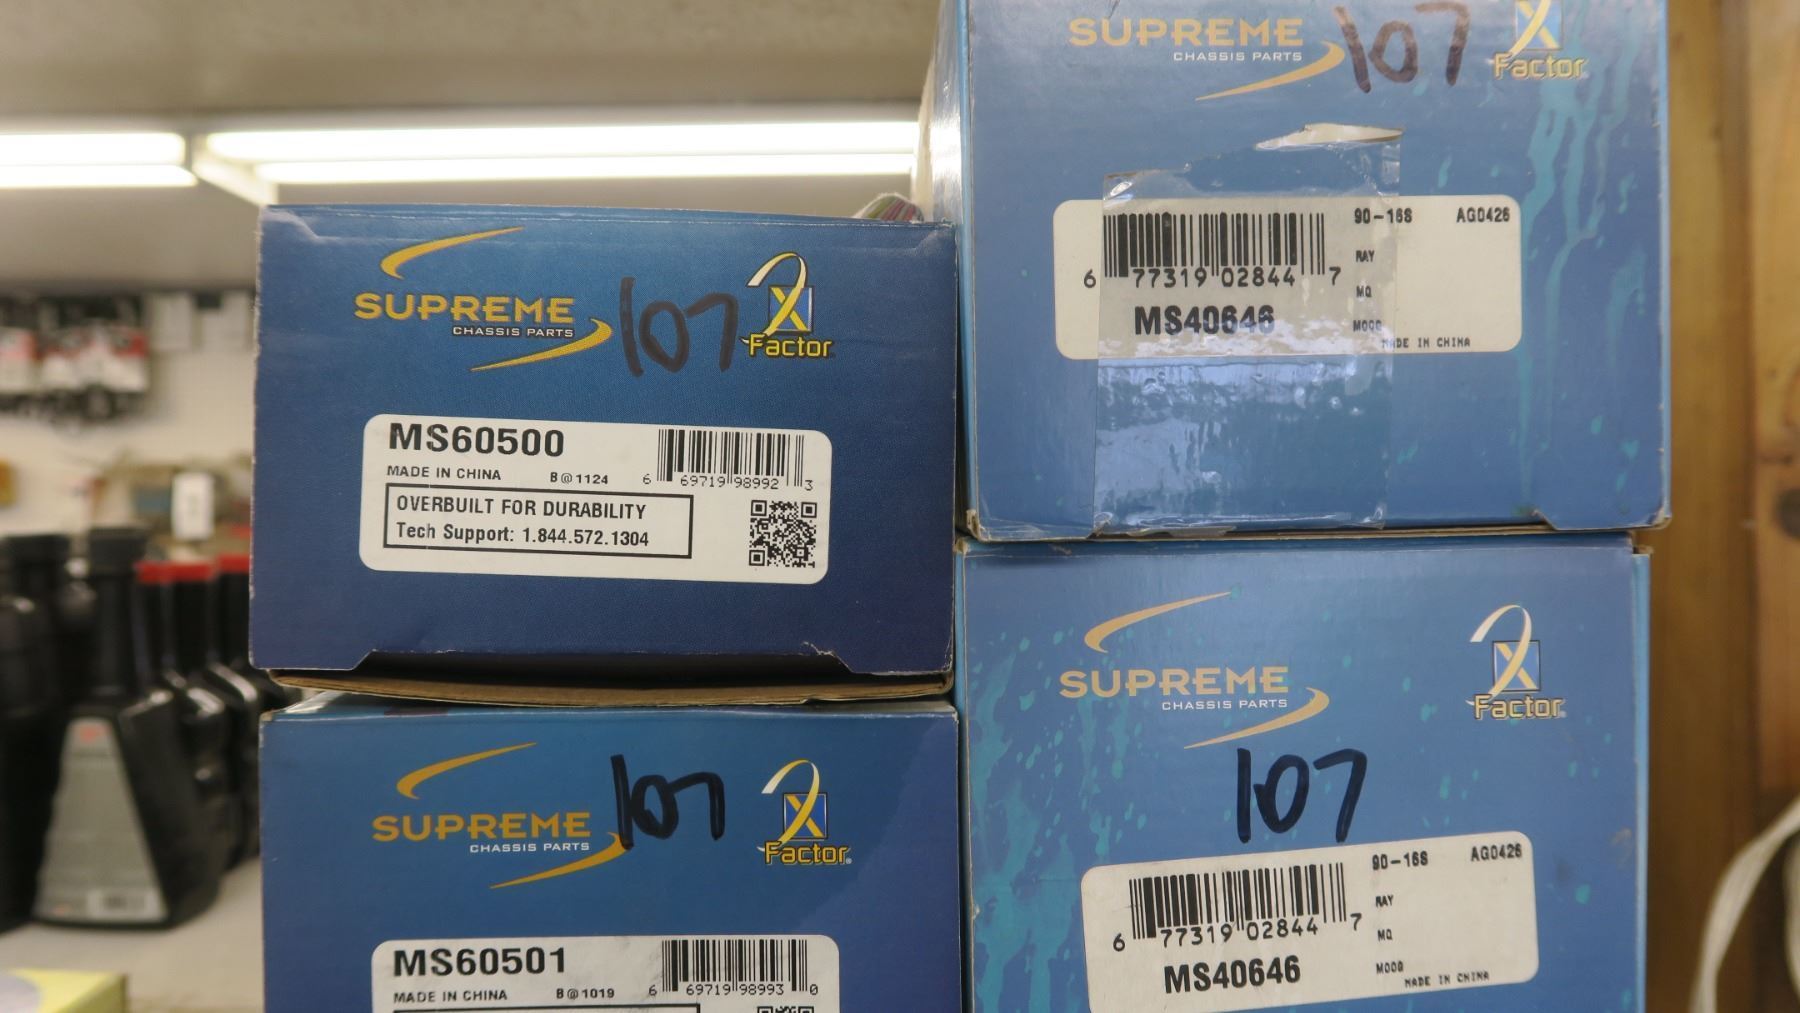 SUPREME
CHASSIS PARTS
107
X
Factor
MS60500
MADE IN CHINA B@1124
6 69719 98992 3
OVERBUILT FOR DURABILITY
Tech Support: 1.844.572.1304
SUPREME
CHASSIS PARTS
107
X
Factor
MS60501
MADE IN CHINA B@1019
6 69719 98993 0
SUPREME
CHASSIS PARTS
107
X
Factor
90-16S AG0426
6 77319 02844 7
RAY
MQ
MS40646
MOOG
MADE IN CHINA
SUPREME
CHASSIS PARTS
X
Factor
107
90-16S AG0426
6 77319 02844 7
RAY
MQ
MS40646
MOOG
MADE IN CHINA